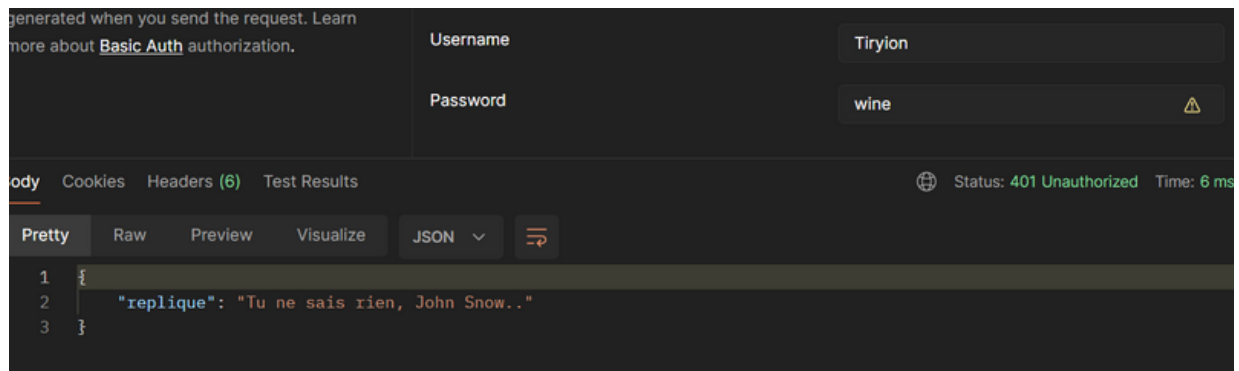 generated when you send the request. Learn
more about Basic Auth authorization.
Username
Tiryion
Password
wine
Body Cookies Headers (6) Test Results
Status: 401 Unauthorized Time: 6 ms
Pretty Raw Preview Visualize JSON
1 {
2 "replique": "Tu ne sais rien, John Snow.."
3 }